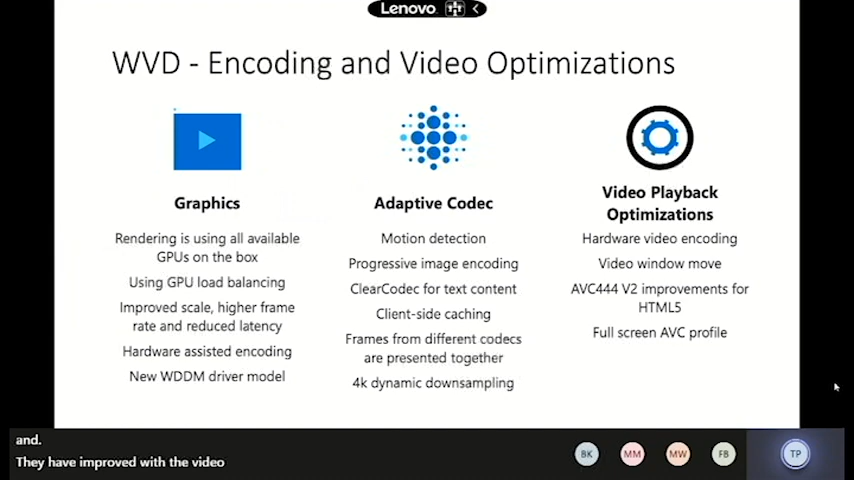 Lenovo
WVD - Encoding and Video Optimizations
Graphics
Rendering is using all available
GPUs on the box
Using GPU load balancing
Improved scale, higher frame
rate and reduced latency
Hardware assisted encoding
New WDDM driver model
Adaptive Codec
Motion detection
Progressive image encoding
ClearCodec for text content
Client-side caching
Frames from different codecs
are presented together
4k dynamic downsampling
Video Playback
Optimizations
Hardware video encoding
Video window move
AVC444 V2 improvements for
HTML5
Full screen AVC profile
and.
They have improved with the video
BK
MM
MW
FB
TP